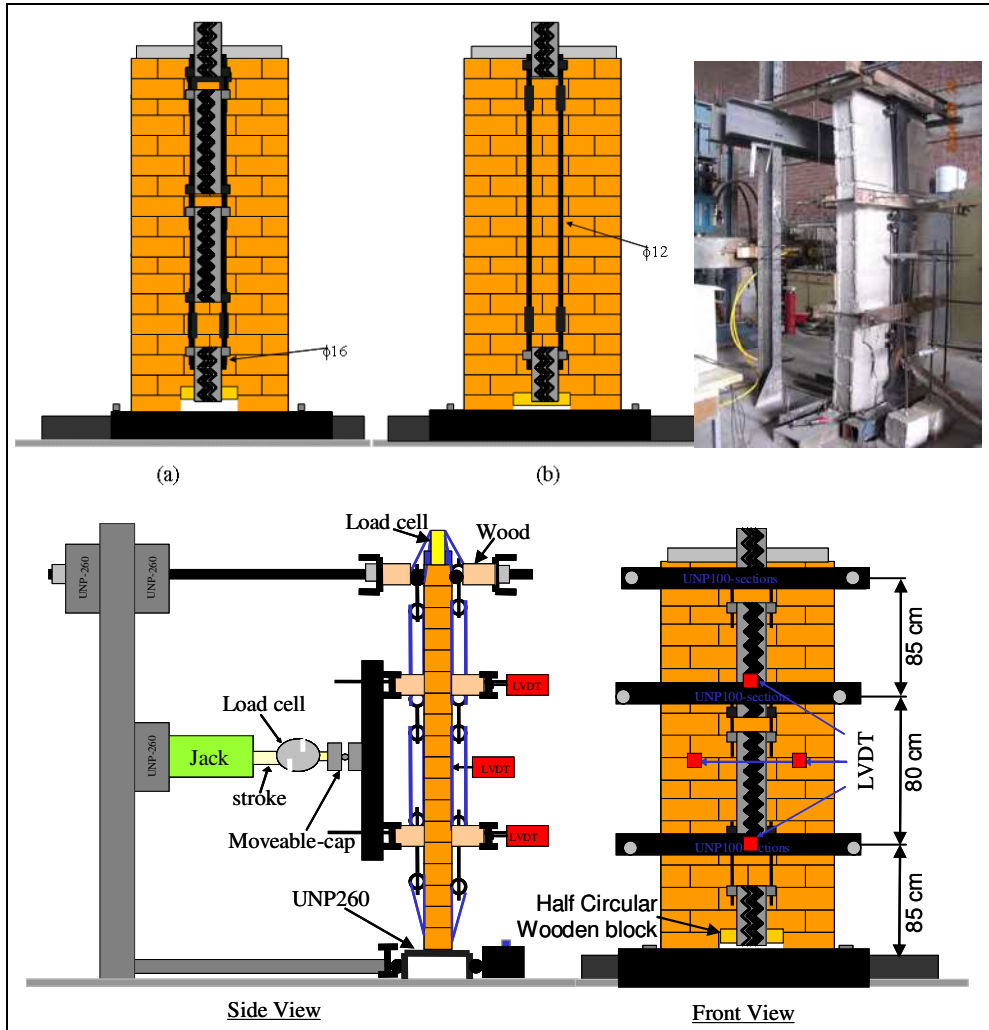 ϕ16
ϕ12
(a)
(b)
Load cell
Wood
UNP-260
UNP-260
UNP-260
LVDT
Load cell
Jack
LVDT
stroke
Moveable-cap
LVDT
UNP260
Side View
UNP100-sections
85 cm
UNP100-sections
LVDT
80 cm
UNP100-sections
Half Circular
Wooden block
85 cm
Front View